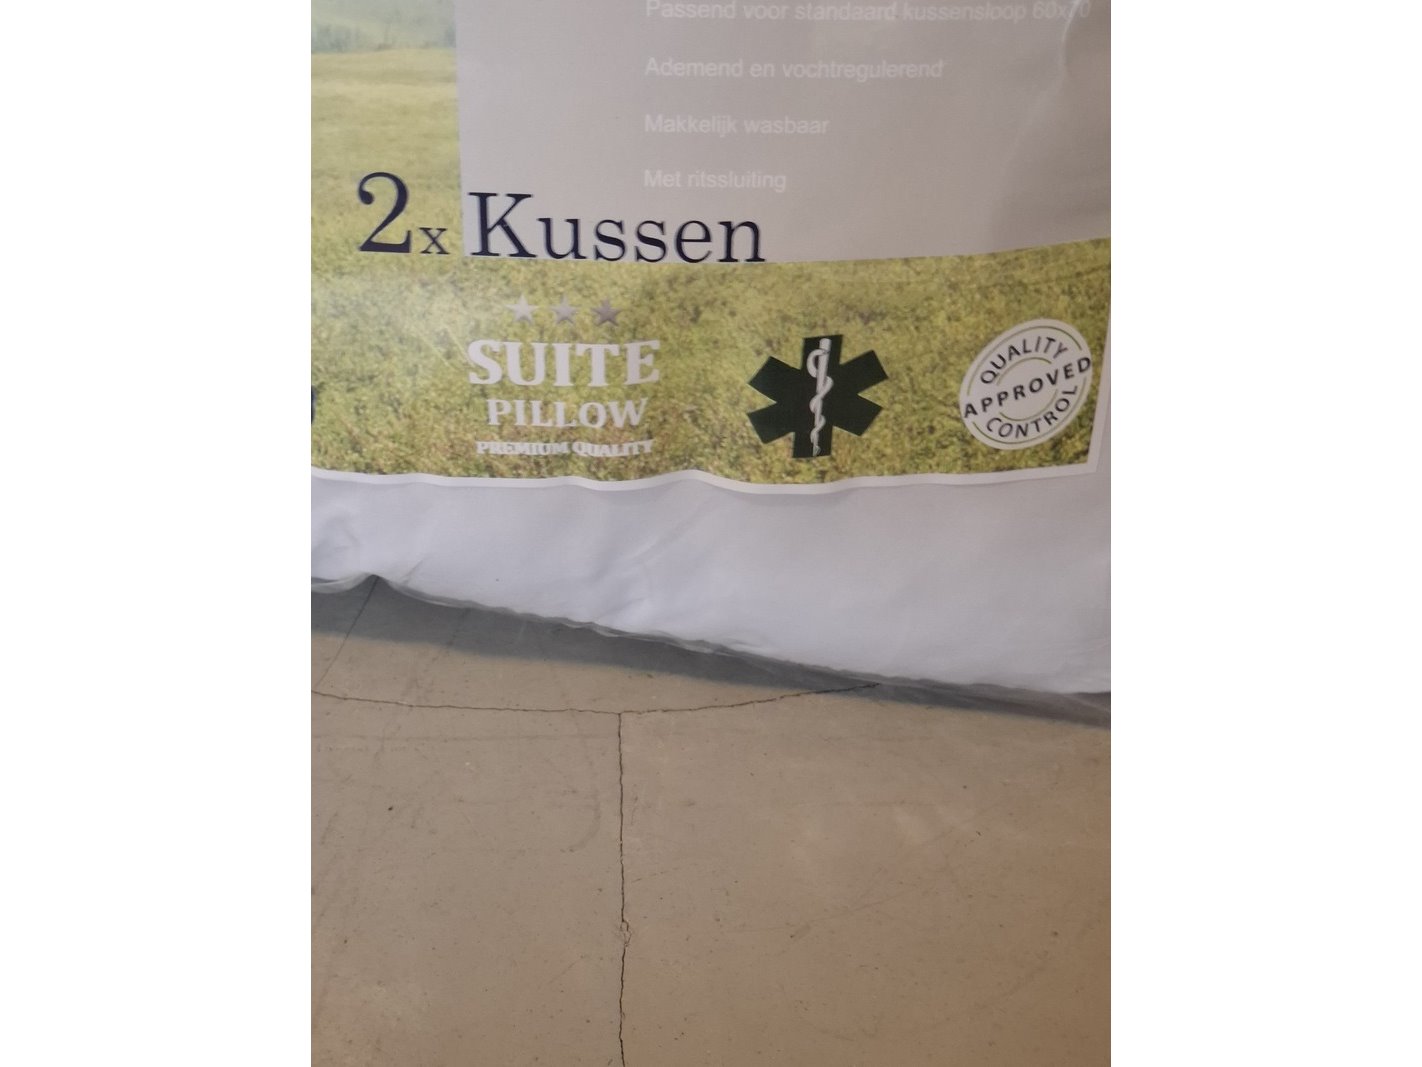 Passend voor standaard kussensloop 60x70
Ademend en vochtregulerend
Makkelijk wasbaar
Met ritssluiting
2x Kussen
SUITE
PILLOW
PREMIUM QUALITY
QUALITY
APPROVED
CONTROL